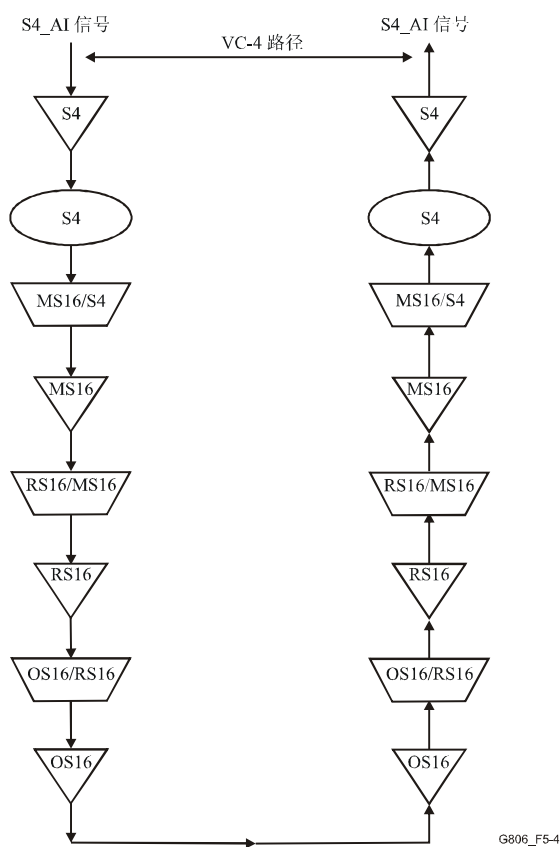 S4_AI 信号
S4_AI 信号
VC-4 路径
S4
S4
S4
S4
MS16/S4
MS16/S4
MS16
MS16
RS16/MS16
RS16/MS16
RS16
RS16
OS16/RS16
OS16/RS16
OS16
OS16
G806_F5-4